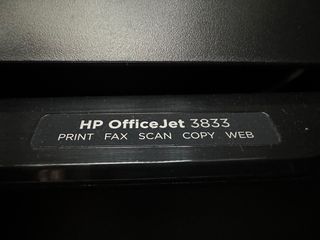 HP OfficeJet 3833
PRINT FAX SCAN COPY WEB